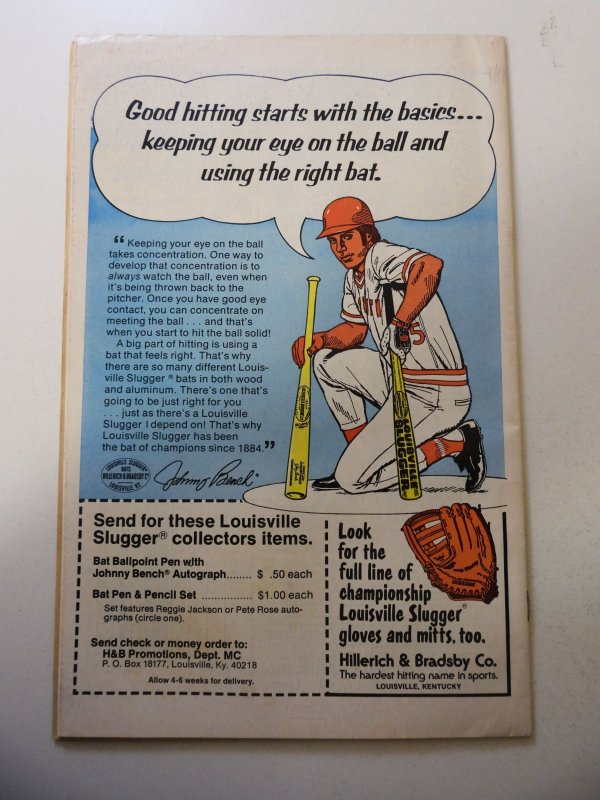 Good hitting starts with the basics...
keeping your eye on the ball and
using the right bat.
“Keeping your eye on the ball
takes concentration. One way to
develop that concentration is to
always watch the ball, even when
it's being thrown back to the
pitcher. Once you have good eye
contact, you can concentrate on
meeting the ball . . . and that's
when you start to hit the ball solid!
A big part of hitting is using a
bat that feels right. That's why
there are so many different Louis-
ville Slugger® bats in both wood
and aluminum. There's one that's
going to be just right for you
. . . just as there's a Louisville
Slugger I depend on! That's why
Louisville Slugger has been
the bat of champions since 1884.”
5
LOUISVILLE
SLUGGER
LOUISVILLE SLUGGER
BATS
HILLERICH & BRADSBY Co
LOUISVILLE, KY.
Johnny Bench
Send for these Louisville
Slugger® collectors items.
Bat Ballpoint Pen with
Johnny Bench® Autograph........ $ .50 each
Bat Pen & Pencil Set ............... $1.00 each
Set features Reggie Jackson or Pete Rose auto-
graphs (circle one).
Send check or money order to:
H&B Promotions, Dept. MC
P. O. Box 18177, Louisville, Ky. 40218
Allow 4-6 weeks for delivery.
Look
for the
full line of
championship
Louisville Slugger®
gloves and mitts, too.
Hillerich & Bradsby Co.
The hardest hitting name in sports.
LOUISVILLE, KENTUCKY